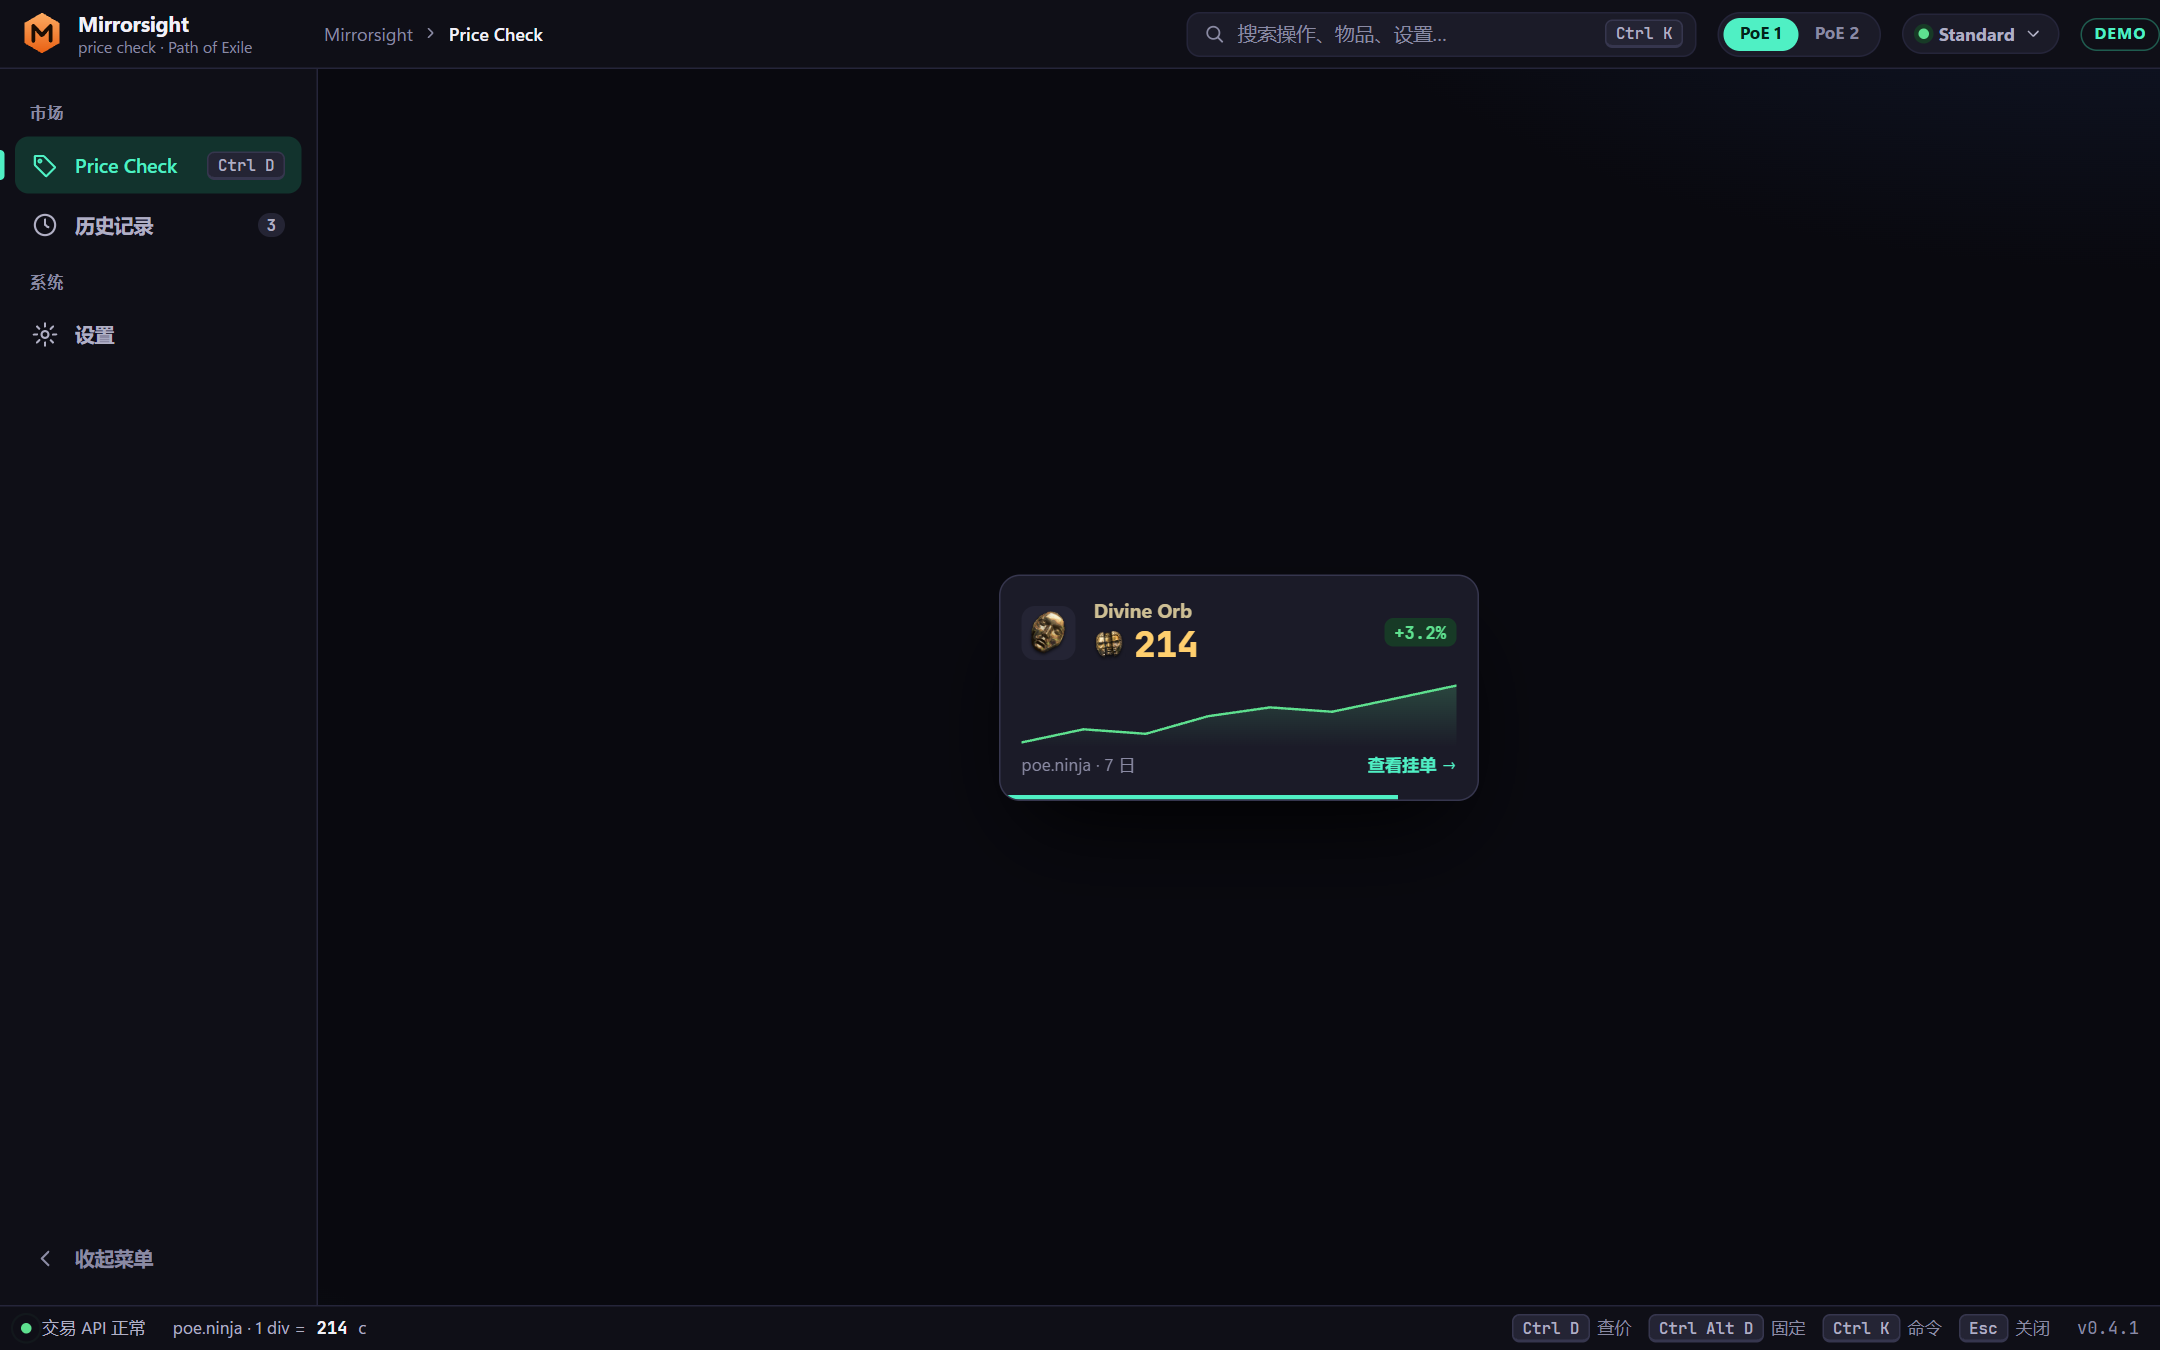 Mirrorsight
price check · Path of Exile
Mirrorsight > Price Check
搜索操作、物品、设置... Ctrl K
PoE 1 PoE 2
Standard
DEMO
市场
Price Check Ctrl D
历史记录 3
系统
设置
Divine Orb
214
+3.2%
poe.ninja · 7 日
查看挂单 →
收起菜单
交易 API 正常 poe.ninja · 1 div = 214 c
Ctrl D 查价 Ctrl Alt D 固定 Ctrl K 命令 Esc 关闭 v0.4.1